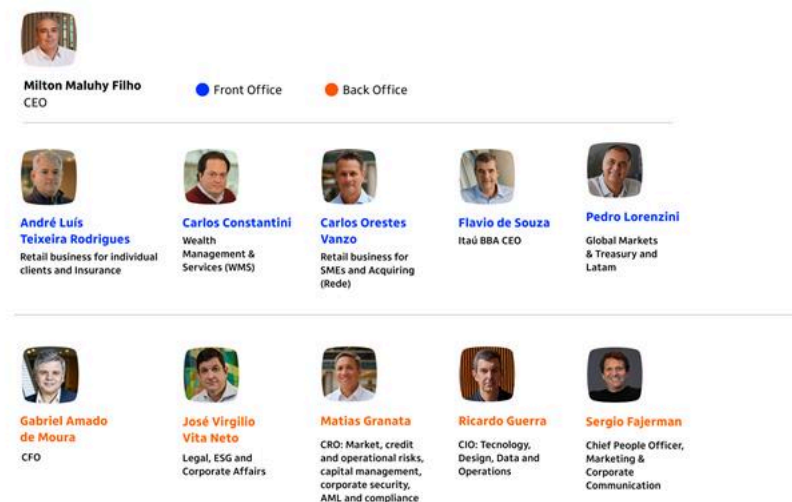 Milton Maluhy Filho
CEO
Front Office
Back Office
André Luís
Teixeira Rodrigues
Retail business for individual
clients and Insurance
Carlos Constantini
Wealth
Management &
Services (WMS)
Carlos Orestes
Vanzo
Retail business for
SMEs and Acquiring
(Rede)
Flavio de Souza
Itaú BBA CEO
Pedro Lorenzini
Global Markets
& Treasury and
Latam
Gabriel Amado
de Moura
CFO
José Virgilio
Vita Neto
Legal, ESG and
Corporate Affairs
Matias Granata
CRO: Market, credit
and operational risks,
capital management,
corporate security,
AML and compliance
Ricardo Guerra
CIO: Tecnology,
Design, Data and
Operations
Sergio Fajerman
Chief People Officer,
Marketing &
Corporate
Communication